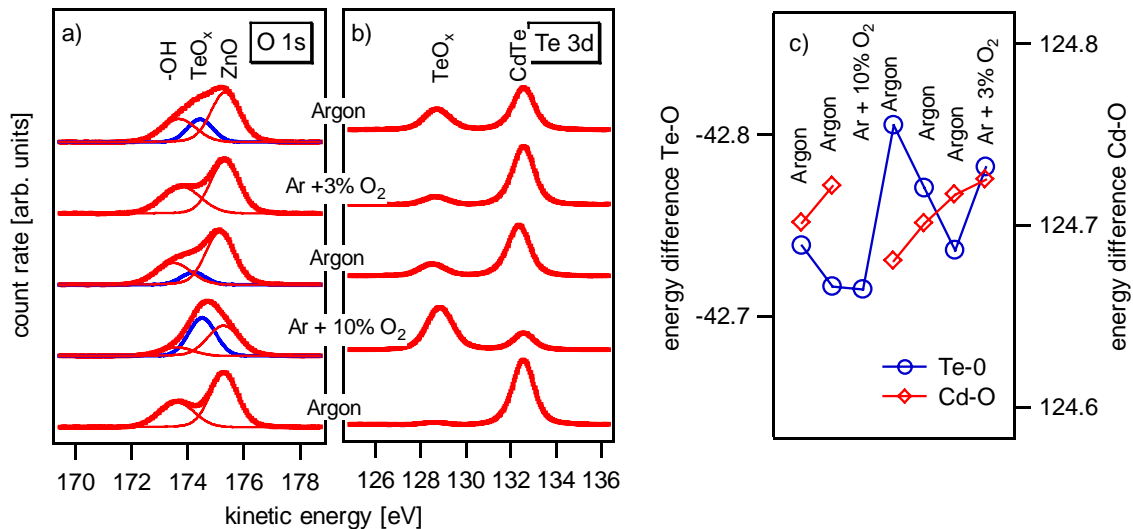 a)
O 1s
-OH
TeOx
ZnO
b)
Te 3d
TeOx
CdTe
Argon
Ar +3% O2
Argon
Ar + 10% O2
Argon
count rate [arb. units]
170 172 174 176 178
126 128 130 132 134 136
kinetic energy [eV]
c)
Argon
Argon
Ar + 10% O2
Argon
Argon
Argon
Ar + 3% O2
energy difference Te-O
-42.8
-42.7
124.8
124.7
124.6
energy difference Cd-O
Te-0
Cd-O